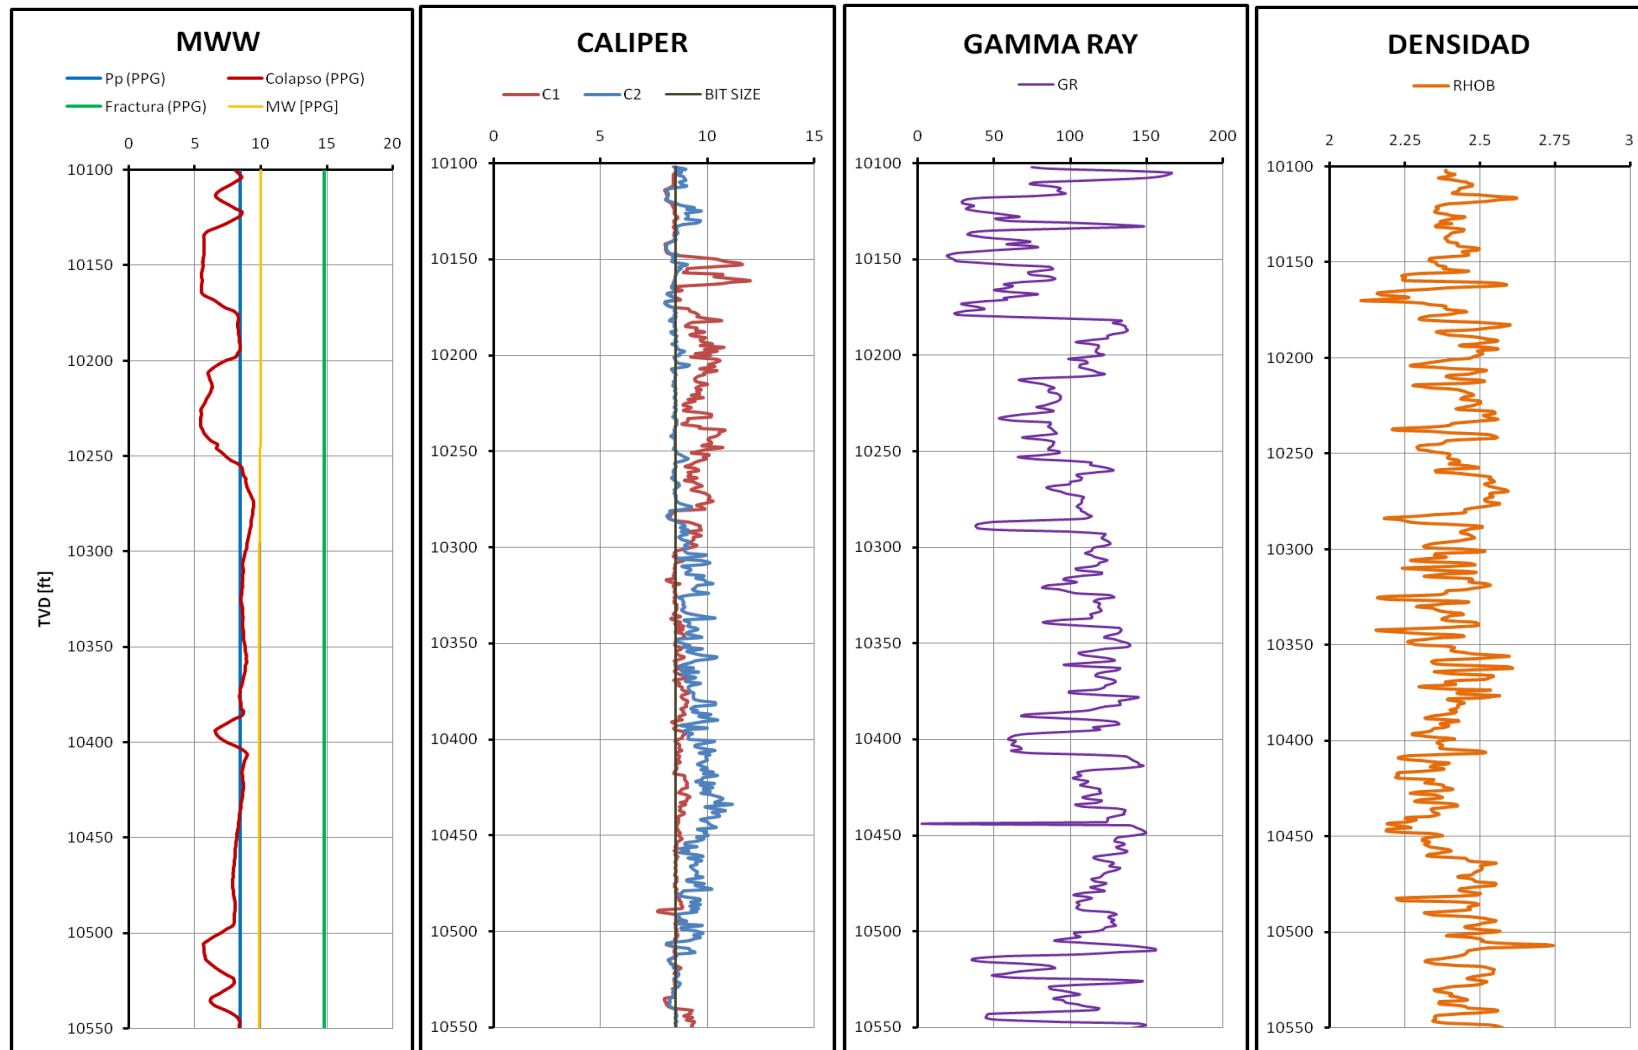 MWW
Pp (PPG) Colapso (PPG)
Fractura (PPG) MW [PPG]
0 5 10 15 20
TVD [ft]
10100
10150
10200
10250
10300
10350
10400
10450
10500
10550
CALIPER
C1 C2 BIT SIZE
0 5 10 15
10100
10150
10200
10250
10300
10350
10400
10450
10500
10550
GAMMA RAY
GR
0 50 100 150 200
10100
10150
10200
10250
10300
10350
10400
10450
10500
10550
DENSIDAD
RHOB
2 2.25 2.5 2.75 3
10100
10150
10200
10250
10300
10350
10400
10450
10500
10550